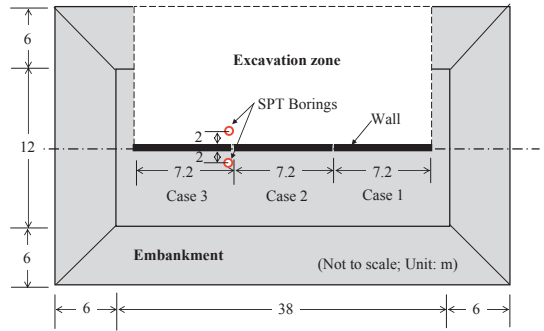 6
Excavation zone
SPT Borings
2
Wall
12
2
7.2
7.2
7.2
Case 3
Case 2
Case 1
6
Embankment
(Not to scale; Unit: m)
6
38
6